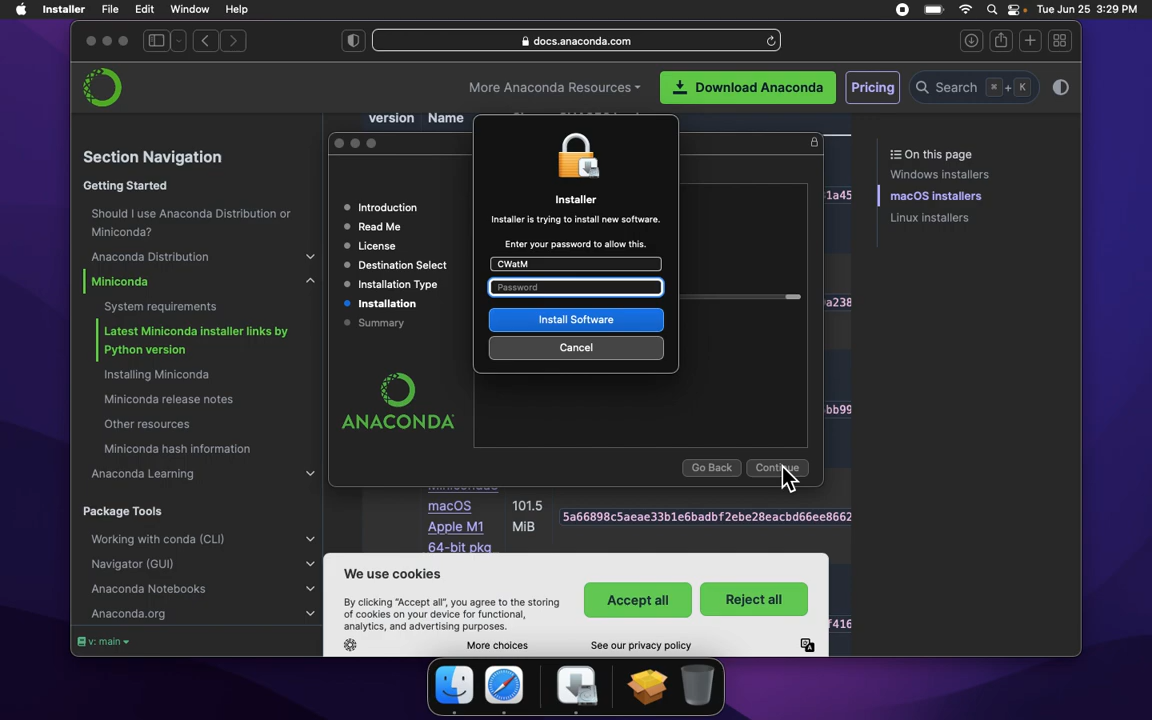 Installer File Edit Window Help Tue Jun 25 3:29 PM
docs.anaconda.com
More Anaconda Resources Download Anaconda Pricing Search ⌘ + K
Section Navigation
Getting Started
Should I use Anaconda Distribution or
Miniconda?
Anaconda Distribution
Miniconda
System requirements
Latest Miniconda installer links by
Python version
Installing Miniconda
Miniconda release notes
Other resources
Miniconda hash information
Anaconda Learning
Package Tools
Working with conda (CLI)
Navigator (GUI)
Anaconda Notebooks
Anaconda.org
v: main
version Name
Introduction
Read Me
License
Destination Select
Installation Type
Installation
Summary
ANACONDA
Installer
Installer is trying to install new software.
Enter your password to allow this.
CWatM
Password
Install Software
Cancel
Go Back Continue
1a45
a238
bb99
macOS 101.5
Apple M1 MiB
64-bit pkg
5a66898c5aeae33b1e6badbf2ebe28eacbd66ee8662
f416
On this page
Windows installers
macOS installers
Linux installers
We use cookies
By clicking "Accept all", you agree to the storing
of cookies on your device for functional,
analytics, and advertising purposes.
Accept all Reject all
More choices See our privacy policy